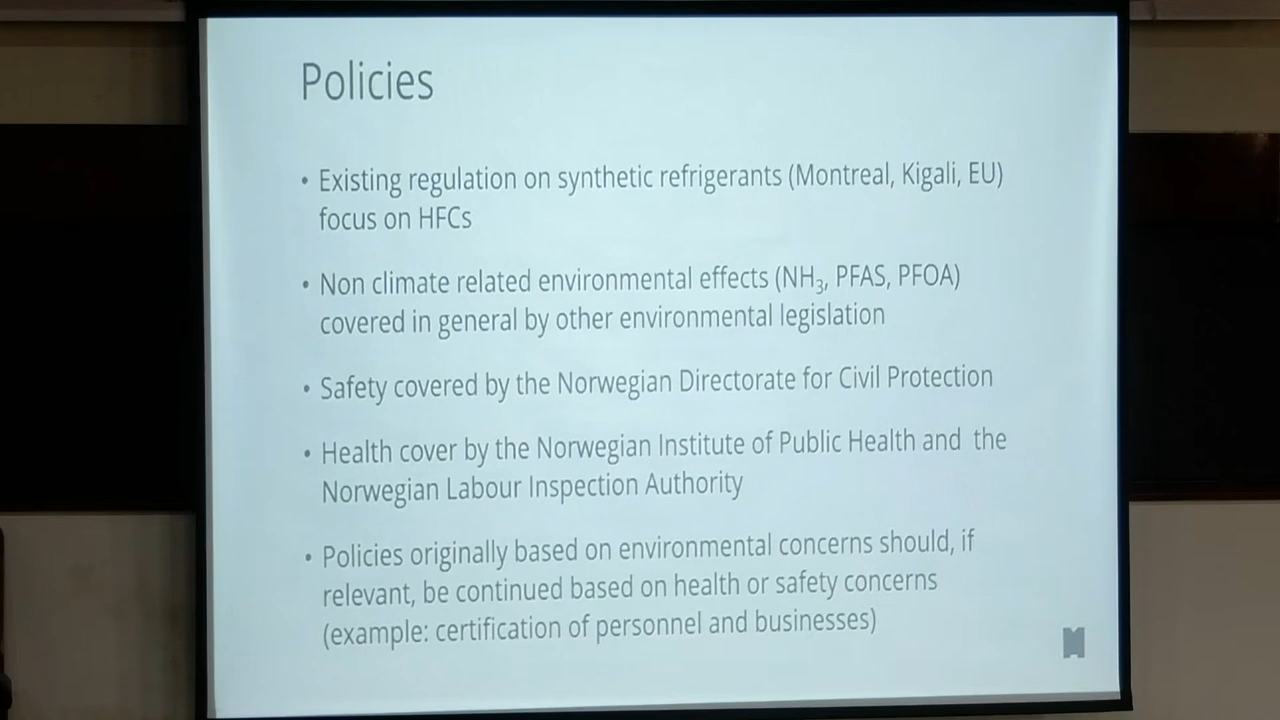 Policies
• Existing regulation on synthetic refrigerants (Montreal, Kigali, EU)
focus on HFCs
• Non climate related environmental effects (NH₃, PFAS, PFOA)
covered in general by other environmental legislation
• Safety covered by the Norwegian Directorate for Civil Protection
• Health cover by the Norwegian Institute of Public Health and the
Norwegian Labour Inspection Authority
• Policies originally based on environmental concerns should, if
relevant, be continued based on health or safety concerns
(example: certification of personnel and businesses)